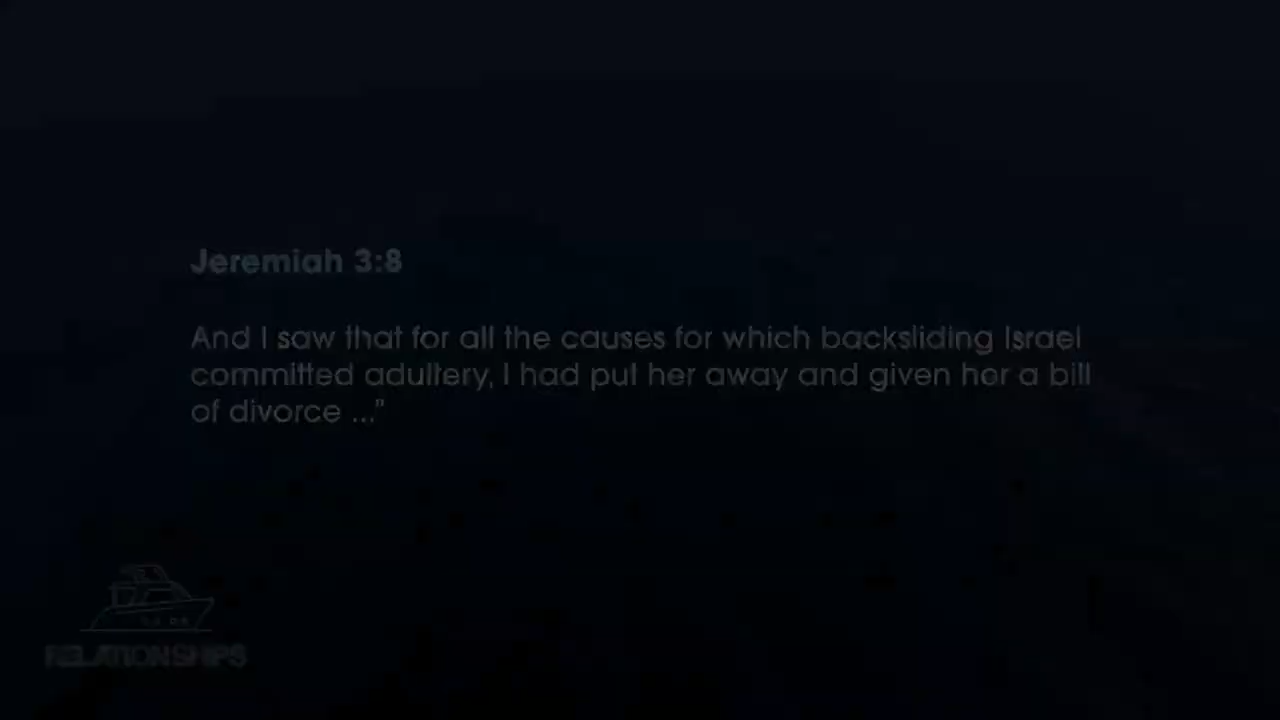 Jeremiah 3:8
And I saw that for all the causes for which backsliding Israel
committed adultery, I had put her away and given her a bill
of divorce ..."
RELATIONSHIPS